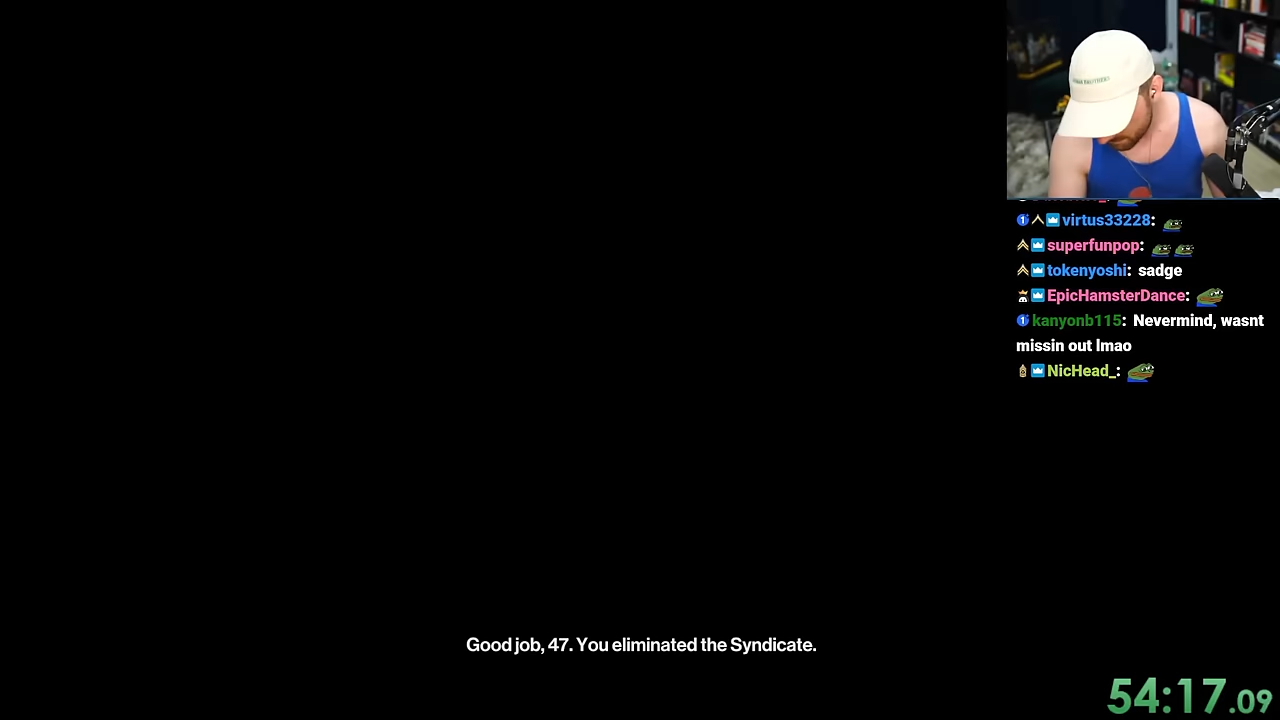 virtus33228:
superfunpop:
tokenyoshi: sadge
EpicHamsterDance:
kanyonb115: Nevermind, wasnt
missin out lmao
NicHead_:
Good job, 47. You eliminated the Syndicate.
54:17.09